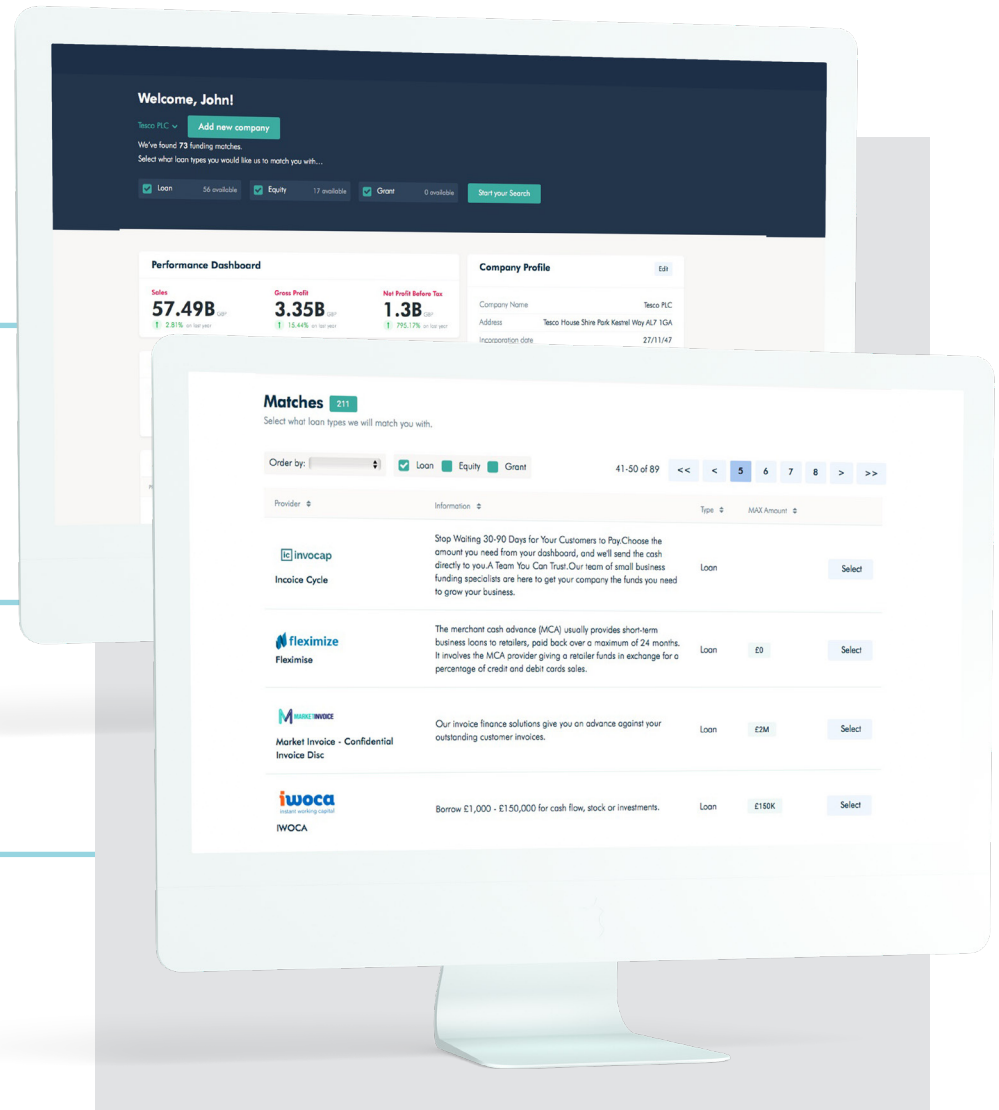 Welcome, John!
Tesco PLC
Add new company
We've found 73 funding matches.
Select what loan types you would like us to match you with...
Loan 56 available Equity 17 available Grant 0 available Start your Search
Performance Dashboard
Sales Gross Profit Net Profit Before Tax
57.49B GBP 3.35B GBP 1.3B GBP
↑ 2.81% on last year ↑ 15.44% on last year ↑ 795.17% on last year
Company Profile Edit
Company Name Tesco PLC
Address Tesco House Shire Park Kestrel Way AL7 1GA
Incorporation date 27/11/47
Matches 211
Select what loan types we will match you with.
Order by: Loan Equity Grant 41-50 of 89 << < 5 6 7 8 > >>
Provider Information Type MAX Amount
ic invocap
Incoice Cycle
Stop Waiting 30-90 Days for Your Customers to Pay.Choose the
amount you need from your dashboard, and we'll send the cash
directly to you.A Team You Can Trust.Our team of small business
funding specialists are here to get your company the funds you need
to grow your business.
Loan
Select
fleximize
Fleximise
The merchant cash advance (MCA) usually provides short-term
business loans to retailers, paid back over a maximum of 24 months.
It involves the MCA provider giving a retailer funds in exchange for a
percentage of credit and debit cards sales.
Loan
£0
Select
MARKETINVOICE
Market Invoice - Confidential
Invoice Disc
Our invoice finance solutions give you an advance against your
outstanding customer invoices.
Loan
£2M
Select
iwoca
instant working capital
IWOCA
Borrow £1,000 - £150,000 for cash flow, stock or investments.
Loan
£150K
Select